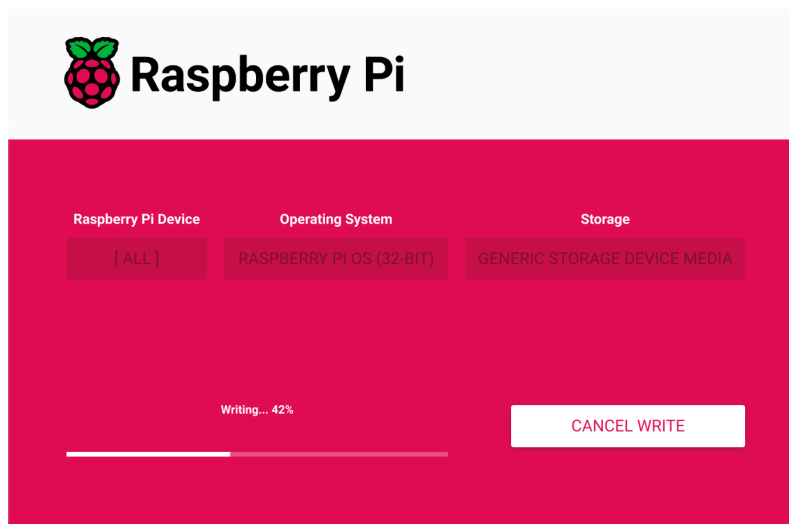 Raspberry Pi
Raspberry Pi Device
Operating System
Storage
[ ALL ]
RASPBERRY PI OS (32-BIT)
GENERIC STORAGE DEVICE MEDIA
Writing... 42%
CANCEL WRITE